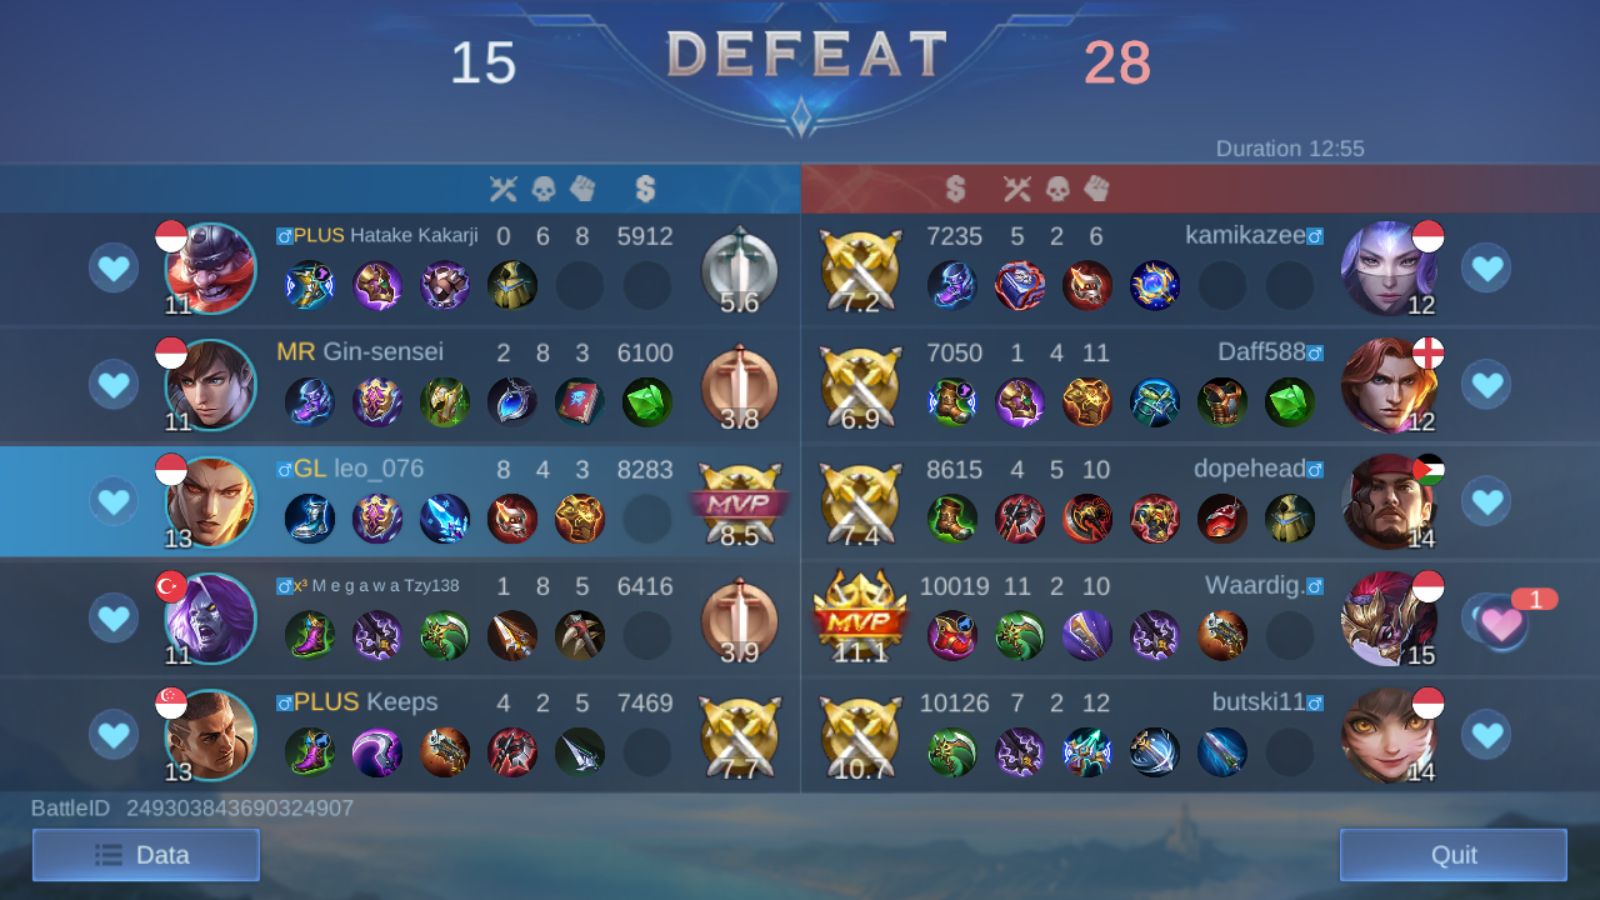 15 DEFEAT 28
Duration 12:55
PLUS Hatake Kakarji 0 6 8 5912
11 5.6
7.2 7235 5 2 6 kamikazee
12
MR Gin-sensei 2 8 3 6100
11 3.8
6.9 7050 1 4 11 Daff588
12
GL leo_076 8 4 3 8283
MVP
13 8.5
7.4 8615 4 5 10 dopehead
14
x³ M e g a w a Tzy138 1 8 5 6416
11 3.9
10019 11 2 10 Waardig.
MVP
11.1 15
1
PLUS Keeps 4 2 5 7469
13 7.7
10.7 10126 7 2 12 butski11
14
BattleID 249303843690324907
Data
Quit